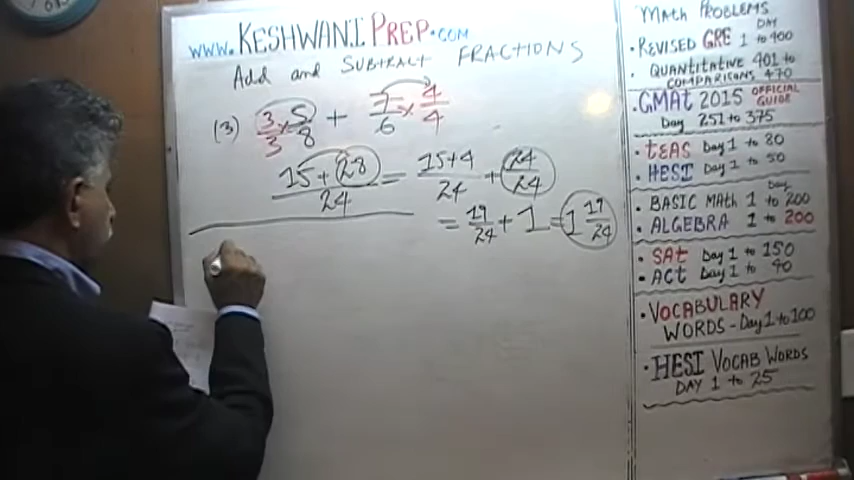 www.KESHWANIPREP.COM
Add and SUBTRACT FRACTIONS
(3) 3/3 × 5/8 + 7/6 × 4/4
15+28/24 = 15+4/24 + 24/24
= 19/24 + 1 = 1 19/24
MATH PROBLEMS
DAY
• REVISED GRE 1 to 400
• QUANTITATIVE 401 to
COMPARISONS 470
• GMAT 2015 OFFICIAL
GUIDE
Day 251 to 375
• tEAS Day 1 to 80
• HESI Day 1 to 50
Day
• BASIC MAth 1 to 200
• ALGEBRA 1 to 200
• SAt Day 1 to 150
• ACt Day 1 to 40
• VOCABULARY
WORDS - Day 1 to 100
• HESI VOCAB WORDS
DAY 1 to 25